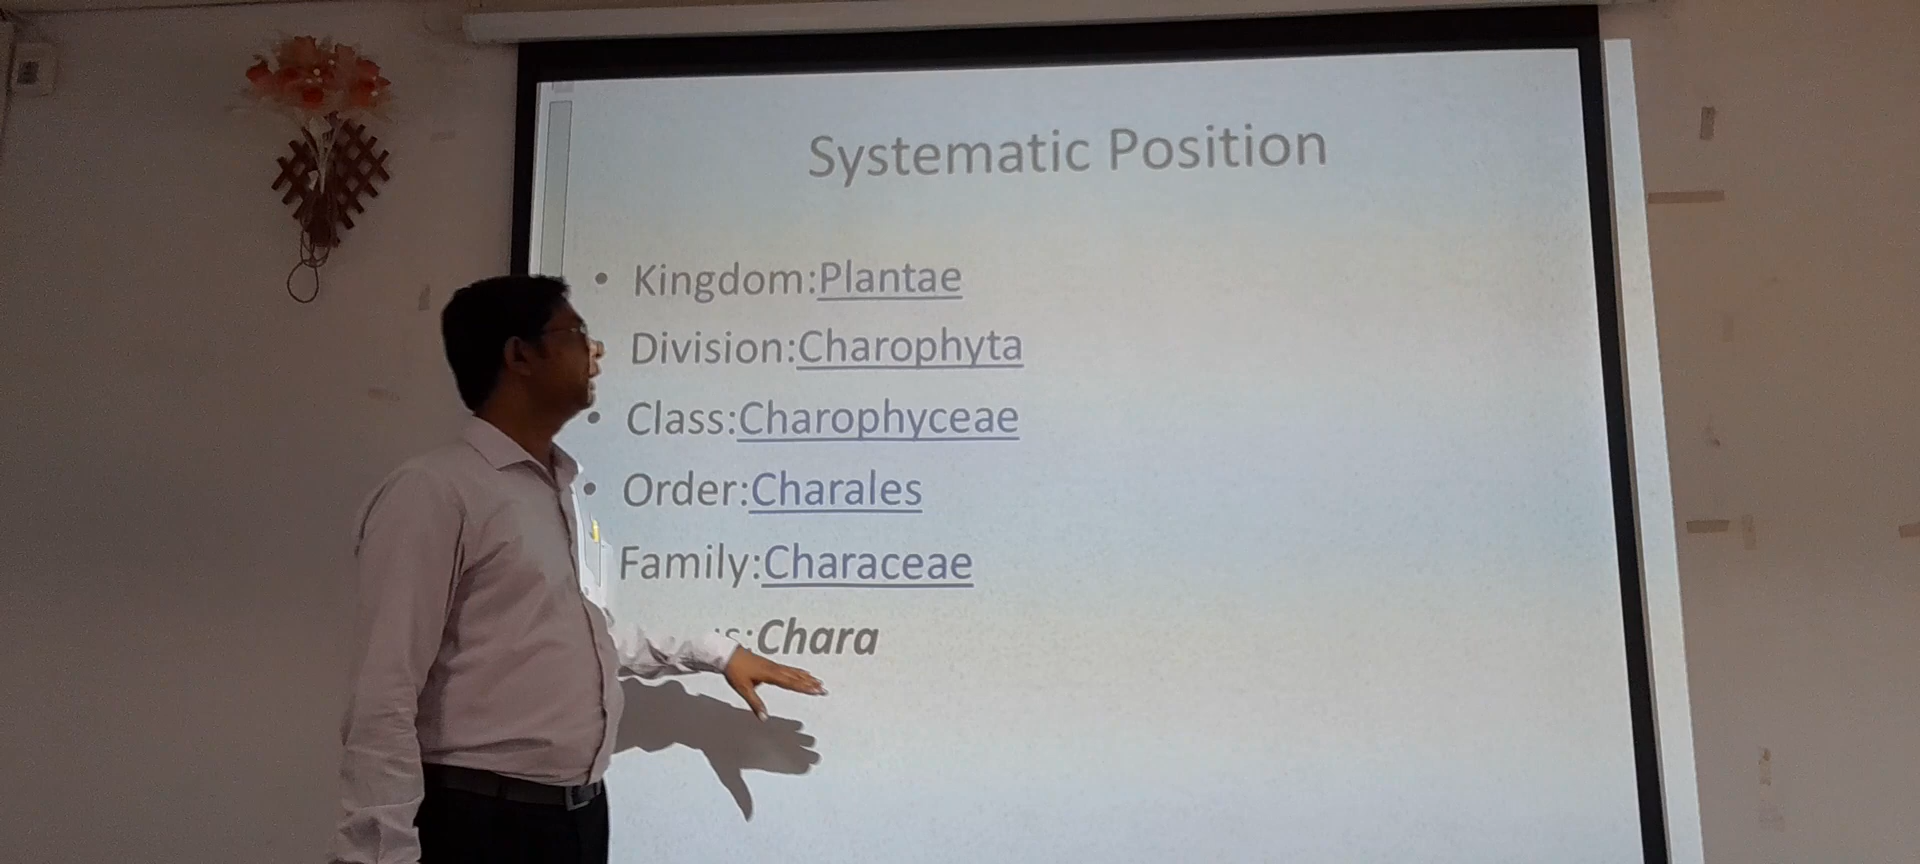 Systematic Position
• Kingdom:Plantae
Division:Charophyta
• Class:Charophyceae
• Order:Charales
Family:Characeae
s:Chara